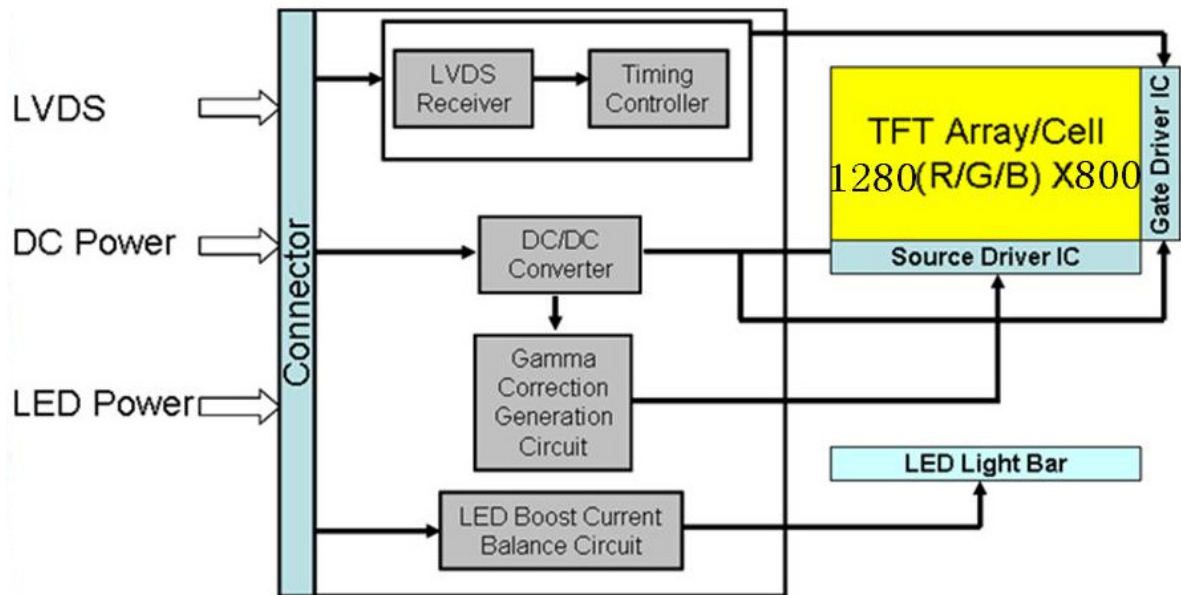 LVDS
DC Power
LED Power
Connector
LVDS
Receiver
Timing
Controller
DC/DC
Converter
Gamma
Correction
Generation
Circuit
LED Boost Current
Balance Circuit
TFT Array/Cell
1280(R/G/B) X800
Gate Driver IC
Source Driver IC
LED Light Bar